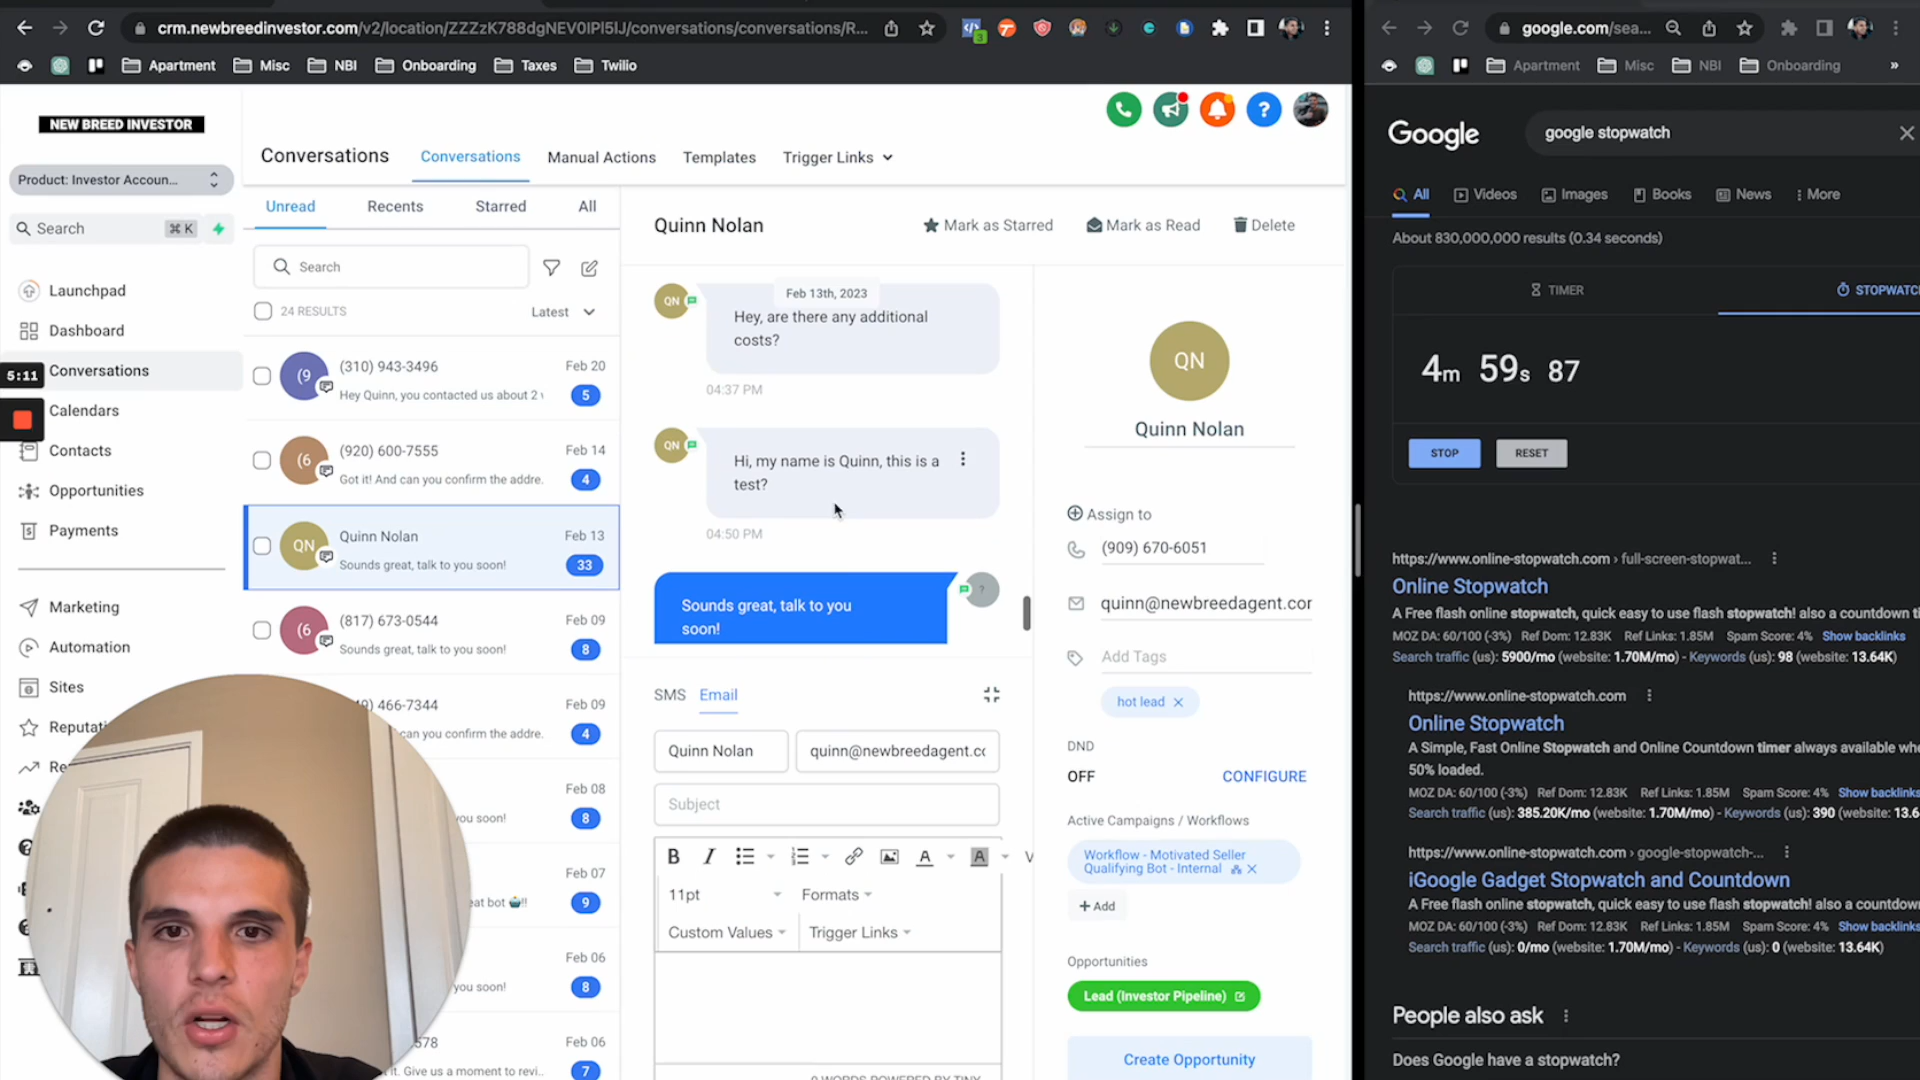 crm.newbreedinvestor.com/v2/location/ZZZzK788dgNEV0IPl5lJ/conversations/conversations/R...
3
google.com/sea...
Apartment
Misc
NBI
Onboarding
Taxes
Twilio
Apartment
Misc
NBI
Onboarding
»
NEW BREED INVESTOR
Product: Investor Accoun...
Search
⌘ K
Launchpad
Dashboard
Conversations
5:11
Calendars
Contacts
Opportunities
Payments
Marketing
Automation
Sites
Reputa
Re
Conversations
Conversations
Manual Actions
Templates
Trigger Links
?
Unread
Recents
Starred
All
Search
24 RESULTS
Latest
(9
(310) 943-3496
Feb 20
Hey Quinn, you contacted us about 2
5
(6
(920) 600-7555
Feb 14
Got it! And can you confirm the addre.
4
QN
Quinn Nolan
Feb 13
Sounds great, talk to you soon!
33
(6
(817) 673-0544
Feb 09
Sounds great, talk to you soon!
8
466-7344
Feb 09
can you confirm the addre.
4
Feb 08
you soon!
8
Feb 07
eat bot
9
Feb 06
you soon!
8
578
Feb 06
it. Give us a moment to revi..
7
Quinn Nolan
Mark as Starred
Mark as Read
Delete
Feb 13th, 2023
QN
Hey, are there any additional
costs?
04:37 PM
QN
Hi, my name is Quinn, this is a
test?
04:50 PM
Sounds great, talk to you
soon!
?
SMS
Email
Quinn Nolan
quinn@newbreedagent.cc
Subject
B
I
A
A
V
11pt
Formats
Custom Values
Trigger Links
0 WORDS POWERED BY TINY
QN
Quinn Nolan
Assign to
(909) 670-6051
quinn@newbreedagent.cor
Add Tags
hot lead
DND
OFF
CONFIGURE
Active Campaigns / Workflows
Workflow - Motivated Seller
Qualifying Bot - Internal
+ Add
Opportunities
Lead (Investor Pipeline)
Create Opportunity
Google
google stopwatch
All
Videos
Images
Books
News
More
About 830,000,000 results (0.34 seconds)
TIMER
STOPWATC
4m 59s 87
STOP
RESET
https://www.online-stopwatch.com › full-screen-stopwat...
Online Stopwatch
A Free flash online stopwatch, quick easy to use flash stopwatch! also a countdown ti
MOZ DA: 60/100 (-3%) Ref Dom: 12.83K Ref Links: 1.85M Spam Score: 4% Show backlinks
Search traffic (us): 5900/mo (website: 1.70M/mo) - Keywords (us): 98 (website: 13.64K)
https://www.online-stopwatch.com
Online Stopwatch
A Simple, Fast Online Stopwatch and Online Countdown timer always available whe
50% loaded.
MOZ DA: 60/100 (-3%) Ref Dom: 12.83K Ref Links: 1.85M Spam Score: 4% Show backlinks
Search traffic (us): 385.20K/mo (website: 1.70M/mo) - Keywords (us): 390 (website: 13.6
https://www.online-stopwatch.com › google-stopwatch-...
iGoogle Gadget Stopwatch and Countdown
A Free flash online stopwatch, quick easy to use flash stopwatch! also a countdown
MOZ DA: 60/100 (-3%) Ref Dom: 12.83K Ref Links: 1.85M Spam Score: 4% Show backlinks
Search traffic (us): 0/mo (website: 1.70M/mo) - Keywords (us): 0 (website: 13.64K)
People also ask
Does Google have a stopwatch?